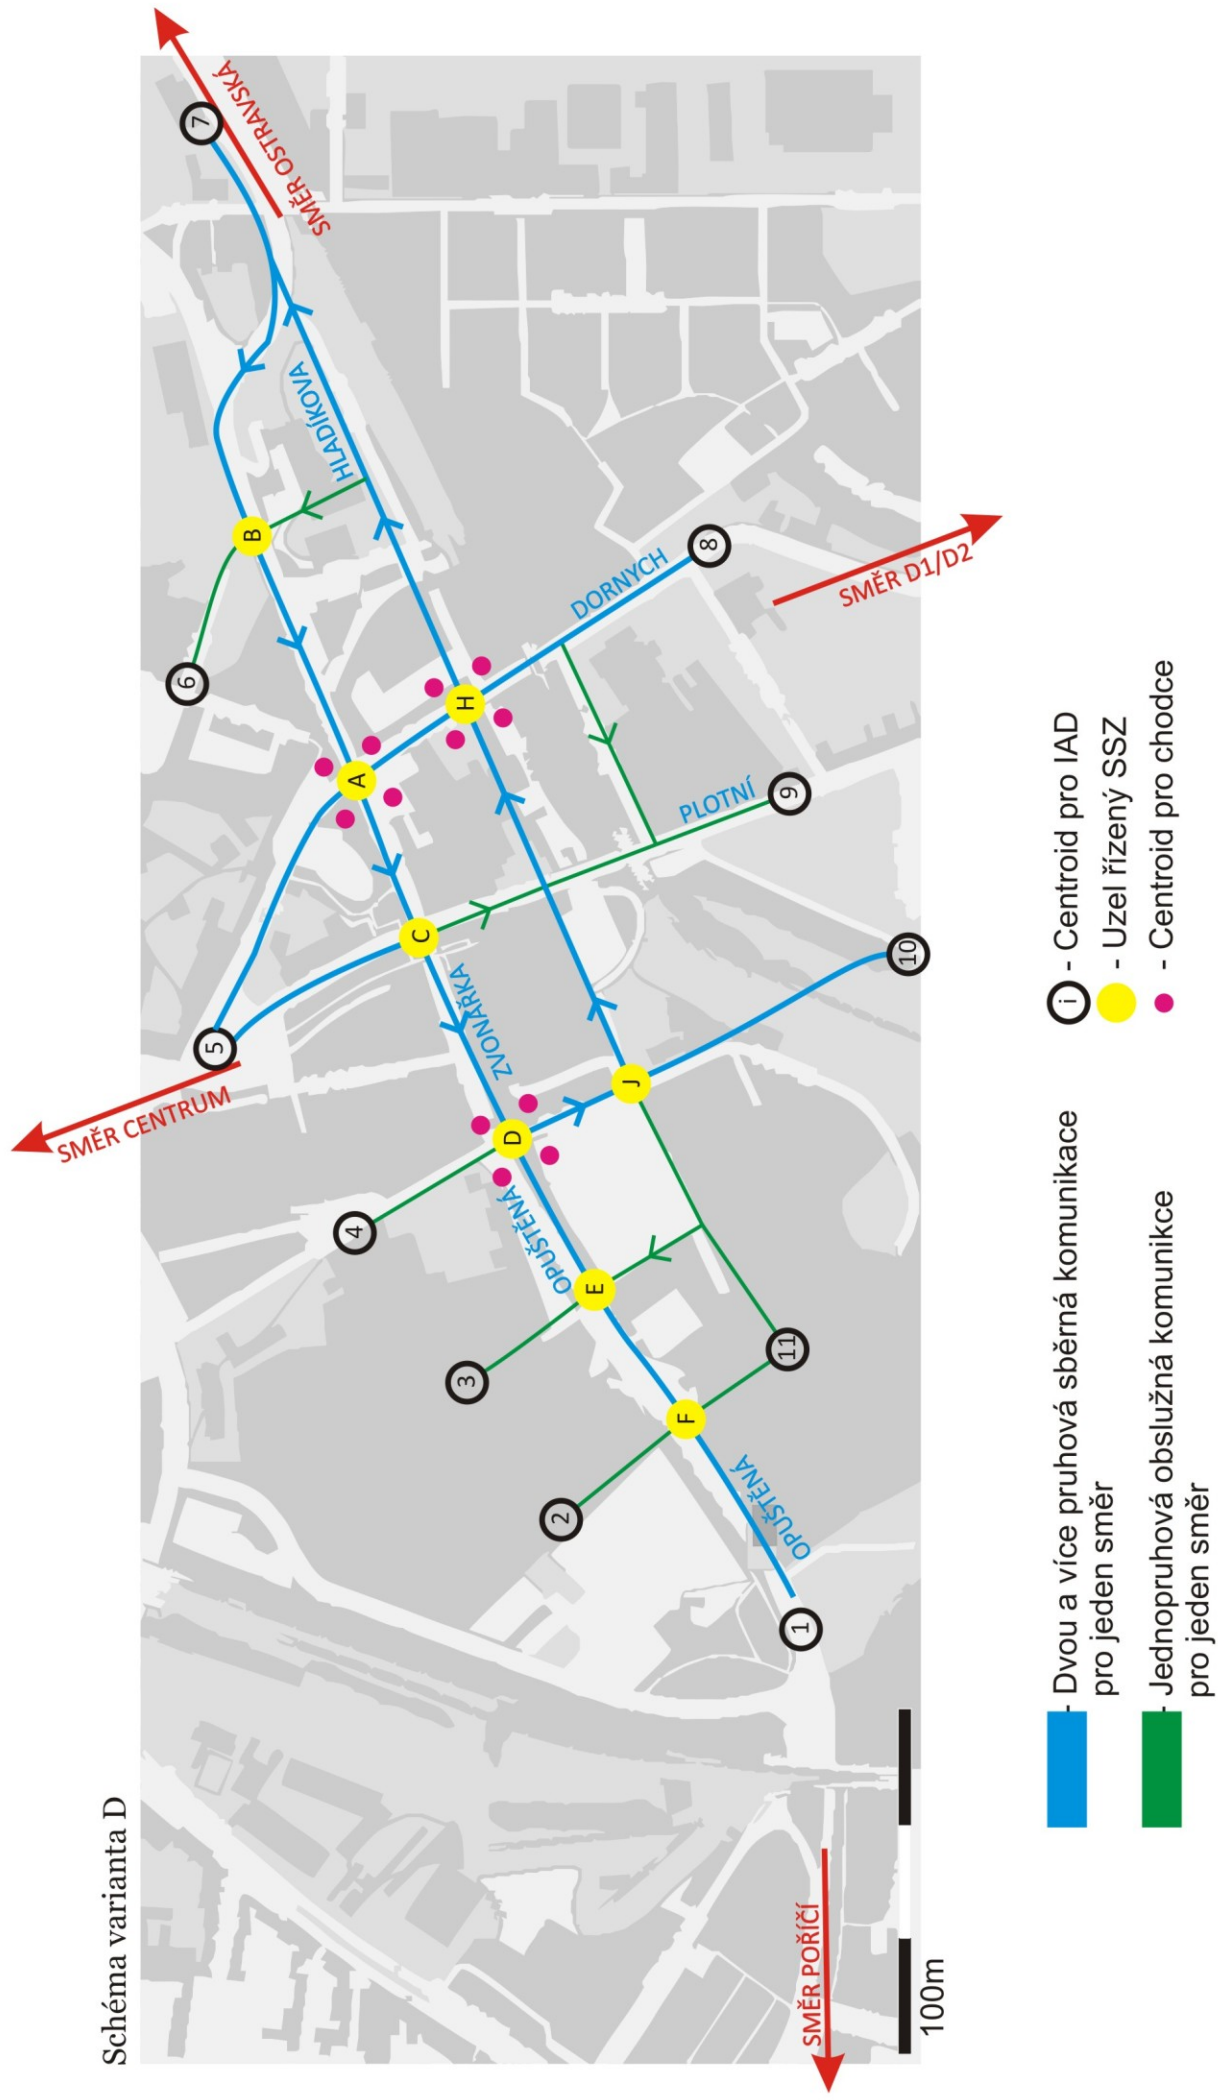 Schéma varianta D
SMĚR OSTRAVSKÁ
SMĚR CENTRUM
SMĚR D1/D2
SMĚR POŘÍČÍ
HLADÍKOVA
DORNYCH
PLOTNÍ
ZVONAŘKA
OPUŠTĚNÁ
OPUŠTĚNÁ
1
2
3
4
5
6
7
8
9
10
11
A
B
C
D
E
F
H
J
100m
- Dvou a více pruhová sběrná komunikace
pro jeden směr
- Jednopruhová obslužná komunikce
pro jeden směr
i - Centroid pro IAD
- Uzel řízený SSZ
- Centroid pro chodce